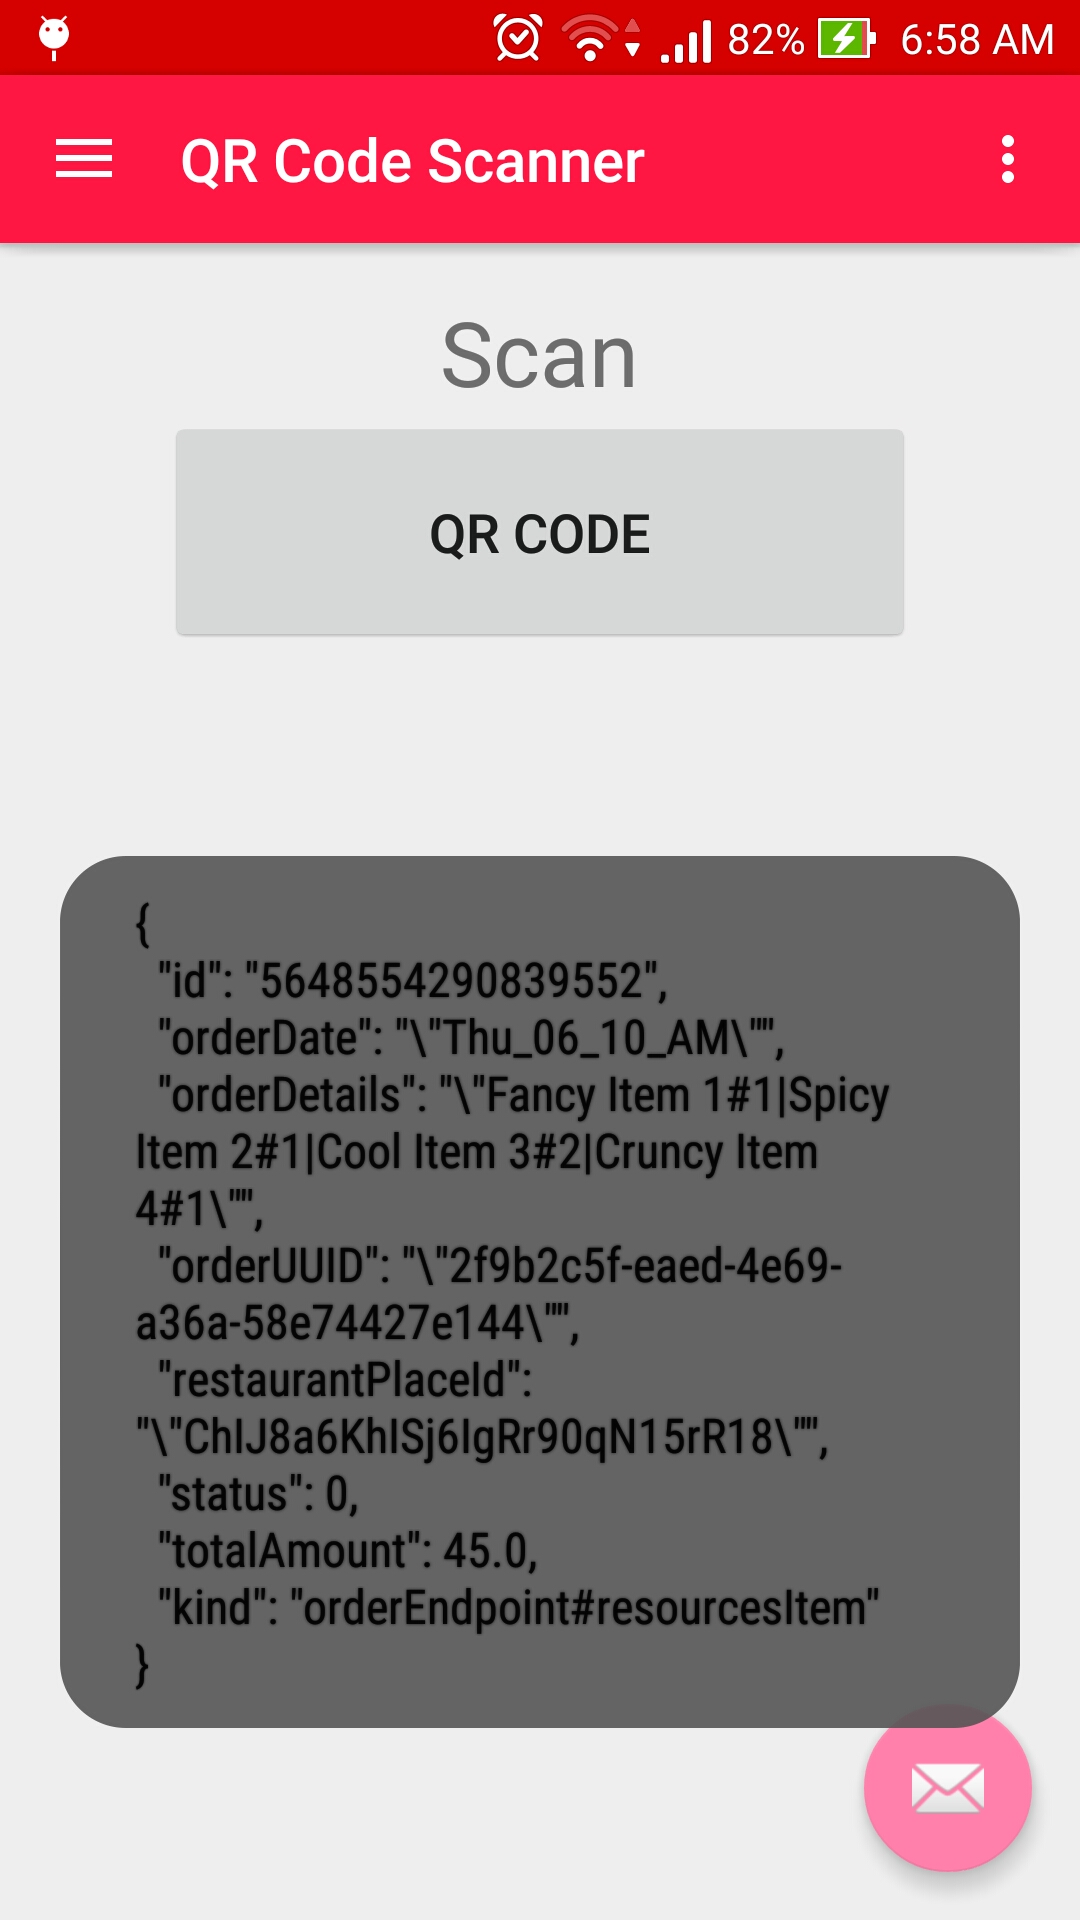 82% 6:58 AM
QR Code Scanner
Scan
QR CODE
{
"id": "5648554290839552",
"orderDate": "\"Thu_06_10_AM\"",
"orderDetails": "\"Fancy Item 1#1|Spicy
Item 2#1|Cool Item 3#2|Cruncy Item
4#1\"",
"orderUUID": "\"2f9b2c5f-eaed-4e69-
a36a-58e74427e144\"",
"restaurantPlaceId":
"\"ChIJ8a6KhISj6IgRr90qN15rR18\"",
"status": 0,
"totalAmount": 45.0,
"kind": "orderEndpoint#resourcesItem"
}